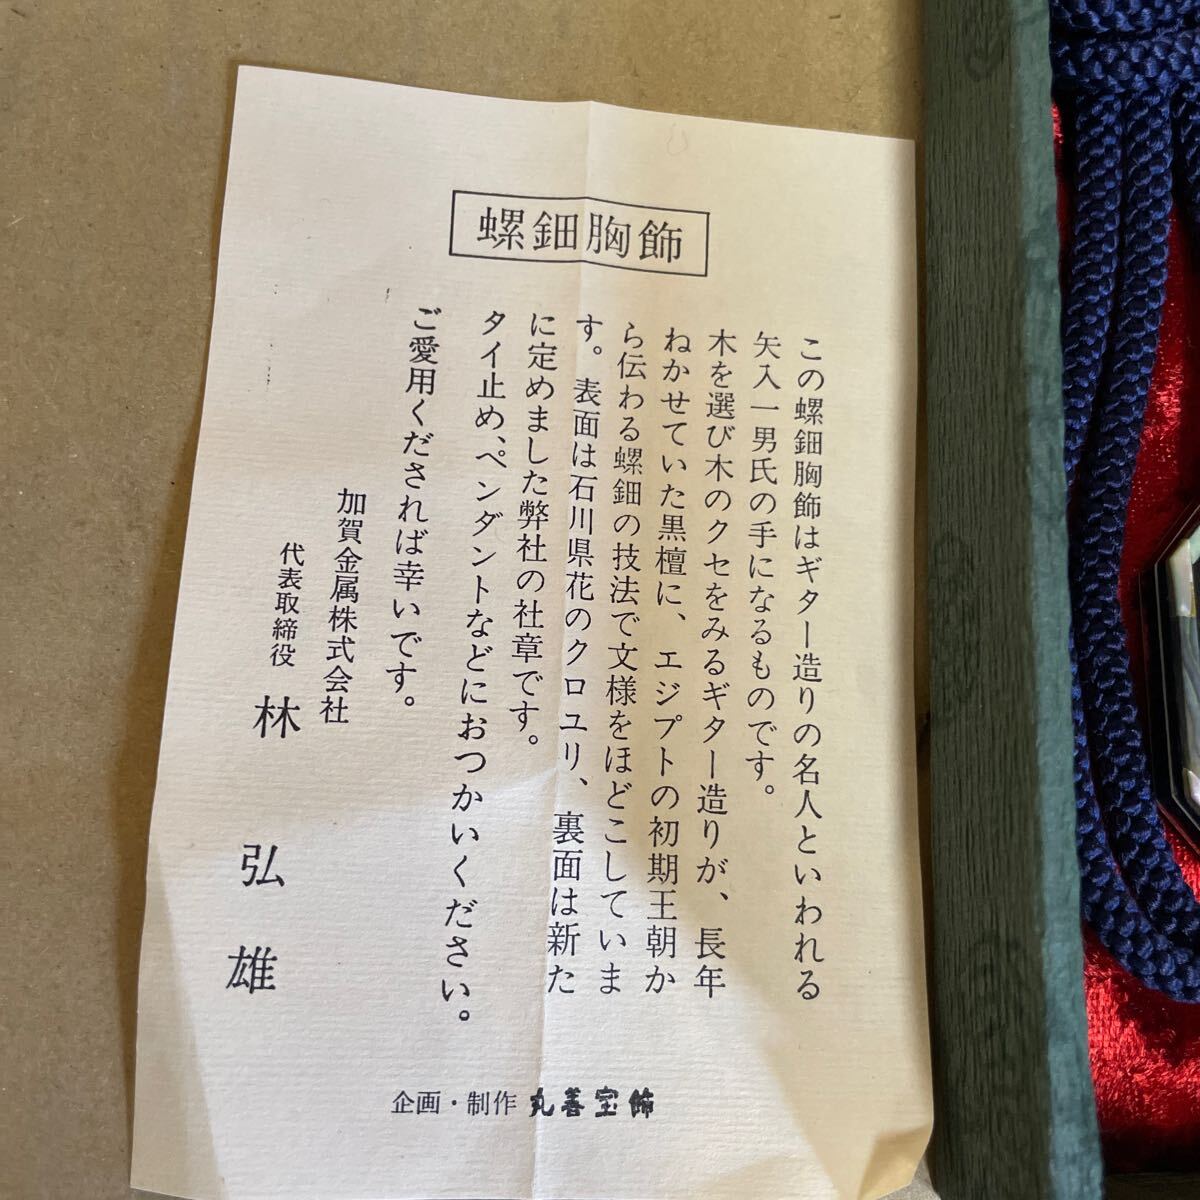 螺鈿胸飾
この螺鈿胸飾はギター造りの名人といわれる
矢入一男氏の手になるものです。
木を選び木のクセをみるギター造りが、長年
ねかせていた黒檀に、エジプトの初期王朝か
ら伝わる螺鈿の技法で文様をほどこしていま
す。表面は石川県花のクロユリ、裏面は新た
に定めました弊社の社章です。
タイ止め、ペンダントなどにおつかいください。
ご愛用くだされば幸いです。
加賀金属株式会社
代表取締役 林 弘 雄
企画・制作 丸善宝飾